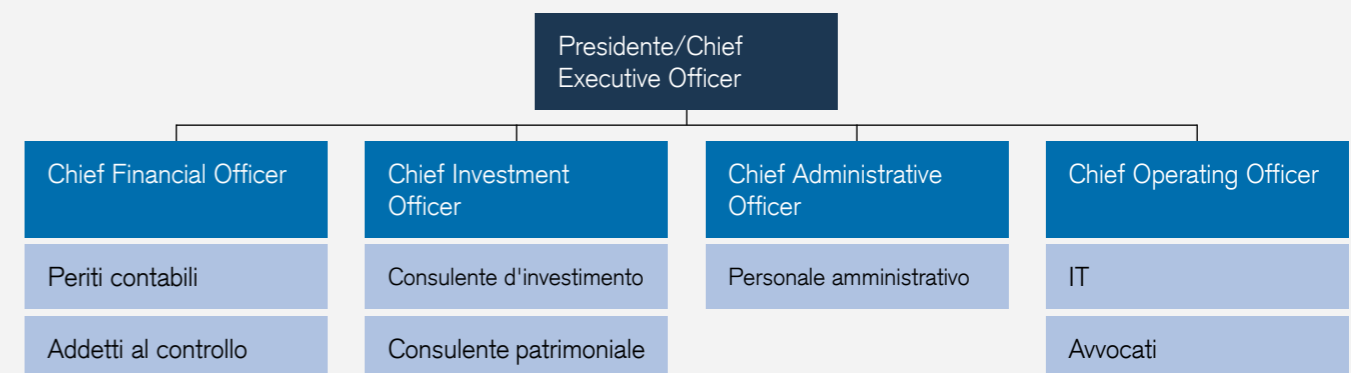 Presidente/Chief
Executive Officer
Chief Financial Officer
Chief Investment
Officer
Chief Administrative
Officer
Chief Operating Officer
Periti contabili
Consulente d'investimento
Personale amministrativo
IT
Addetti al controllo
Consulente patrimoniale
Avvocati